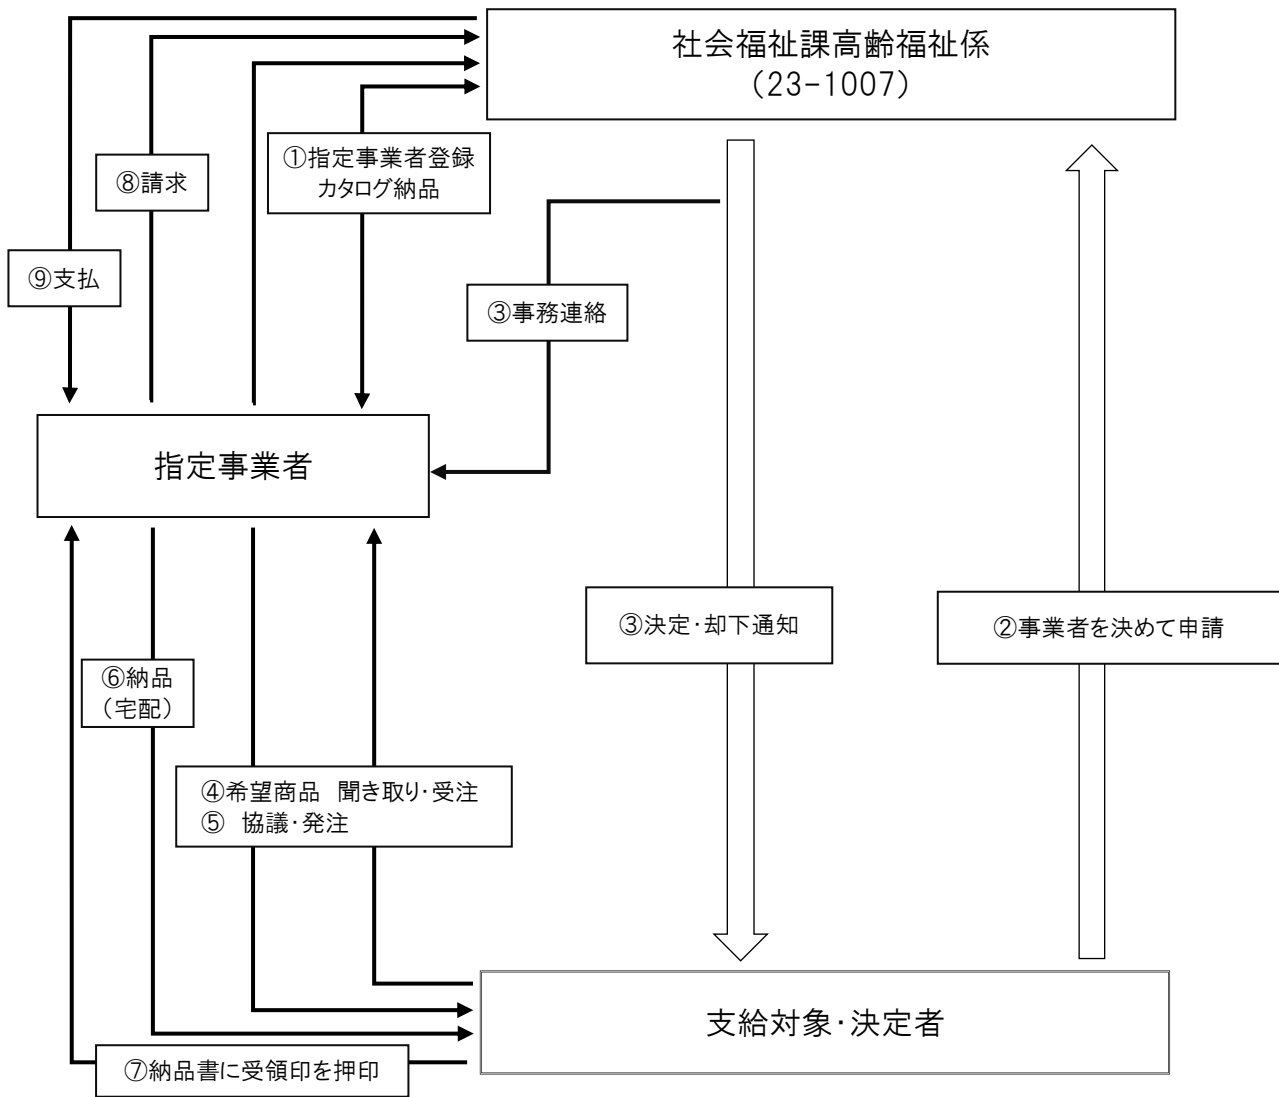 社会福祉課高齢福祉係
（23-1007）
①指定事業者登録
カタログ納品
⑧請求
⑨支払
③事務連絡
指定事業者
③決定･却下通知
②事業者を決めて申請
⑥納品
（宅配）
④希望商品　聞き取り･受注
⑤　協議･発注
支給対象･決定者
⑦納品書に受領印を押印